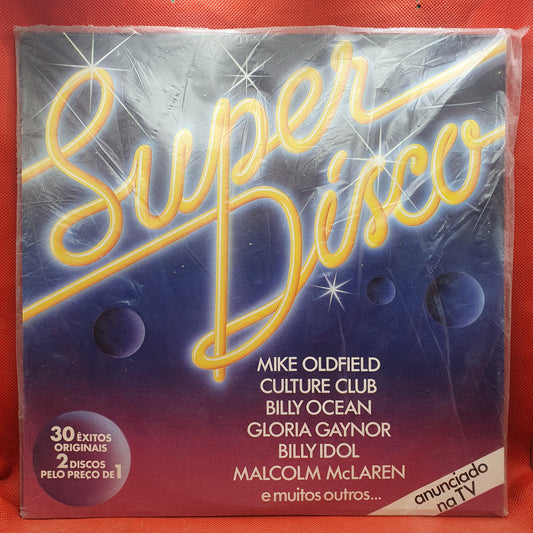 Super
Disco
MIKE OLDFIELD
CULTURE CLUB
BILLY OCEAN
GLORIA GAYNOR
BILLY IDOL
MALCOLM McLAREN
e muitos outros...
30 ÊXITOS
ORIGINAIS
2 DISCOS
PELO PREÇO DE 1
anunciado
na TV